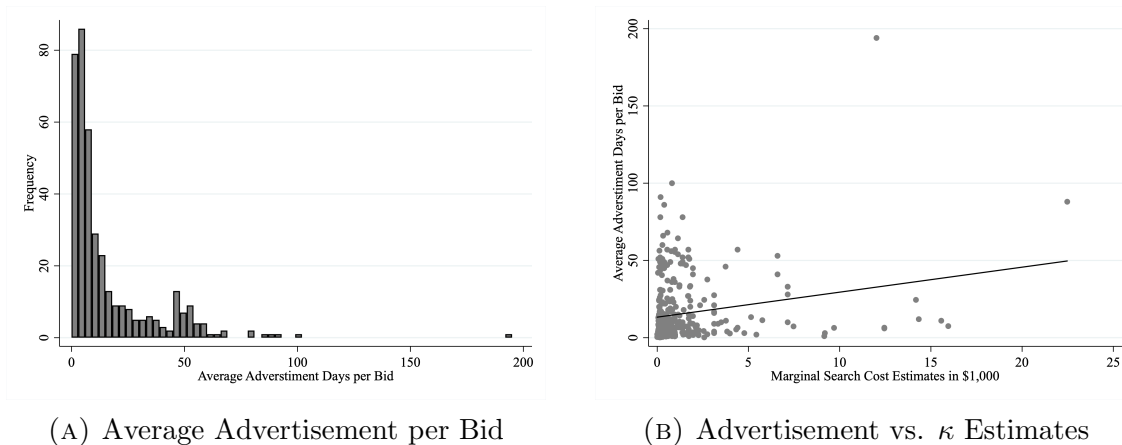 80
60
40
20
0
Frequency
0 50 100 150 200
Average Adverstiment Days per Bid
(A) Average Advertisement per Bid
200
150
100
50
0
Average Adverstiment Days per Bid
0 5 10 15 20 25
Marginal Search Cost Estimates in $1,000
(B) Advertisement vs. κ Estimates